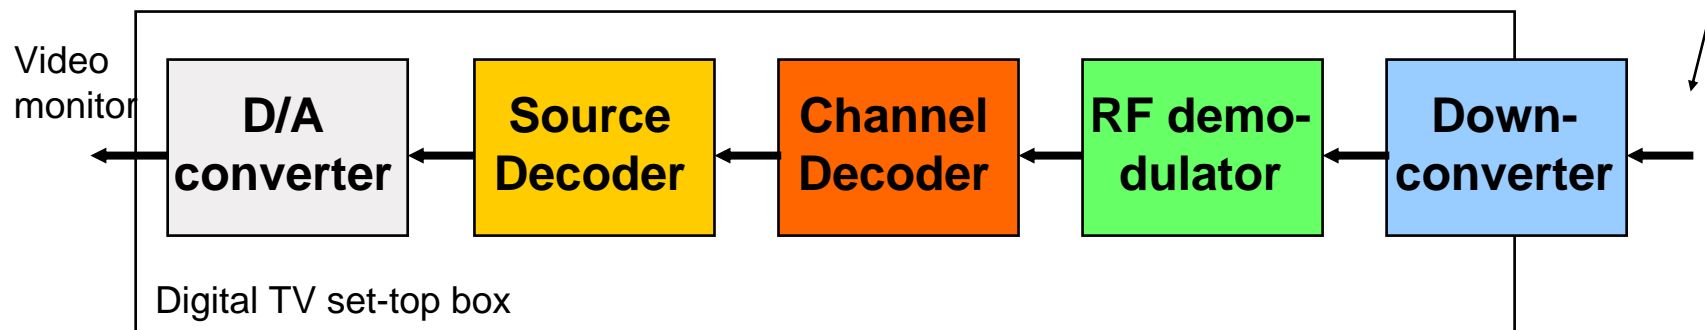 Video
monitor
D/A
converter
Source
Decoder
Channel
Decoder
RF demo-
dulator
Down-
converter
Digital TV set-top box